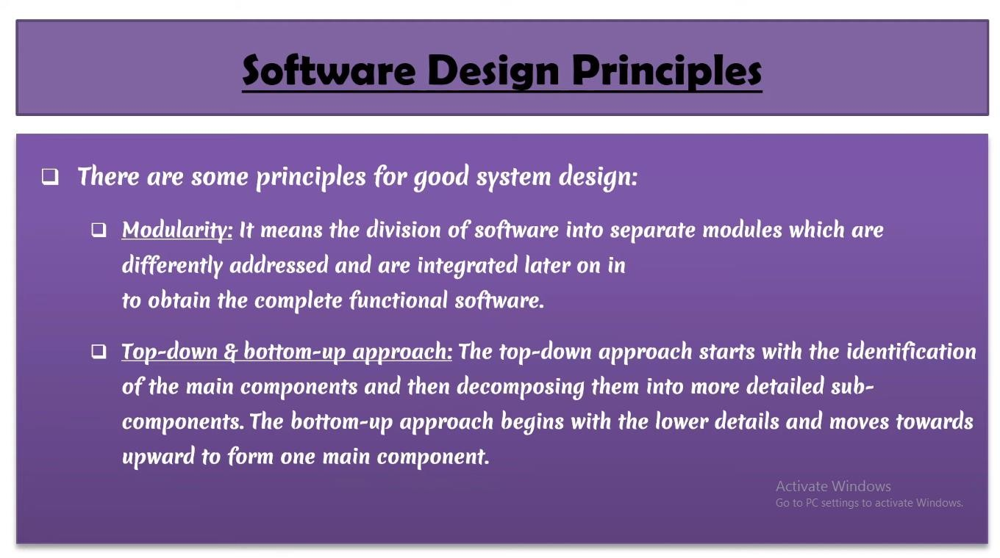 Software Design Principles
There are some principles for good system design:
Modularity: It means the division of software into separate modules which are
differently addressed and are integrated later on in
to obtain the complete functional software.
Top-down & bottom-up approach: The top-down approach starts with the identification
of the main components and then decomposing them into more detailed sub-
components. The bottom-up approach begins with the lower details and moves towards
upward to form one main component.
Activate Windows
Go to PC settings to activate Windows.